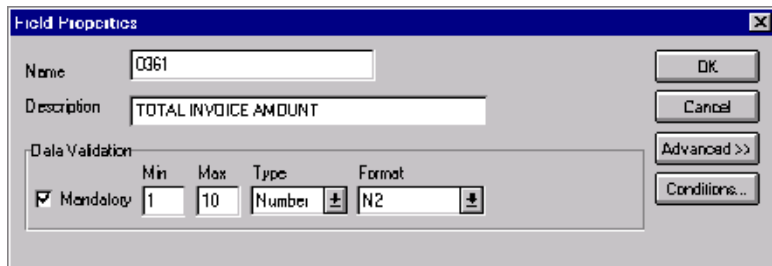 Field Properties
Name 0361 OK
Description TOTAL INVOICE AMOUNT Cancel
Data Validation Advanced >>
Min Max Type Format
Mandatory 1 10 Number N2 Conditions...